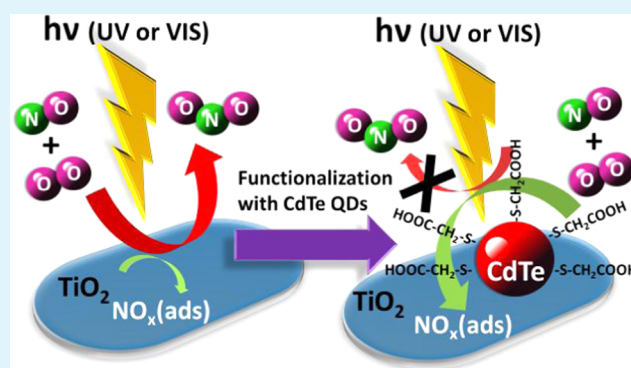 hν (UV or VIS)
N O
+
O O
O N O
TiO₂
NOₓ(ads)
Functionalization
with CdTe QDs
hν (UV or VIS)
O N O
N O
+
O O
-S-CH₂COOH
HOOC-CH₂-S-
-S-CH₂COOH
HOOC-CH₂-S-
CdTe
-S-CH₂COOH
TiO₂
NOₓ(ads)